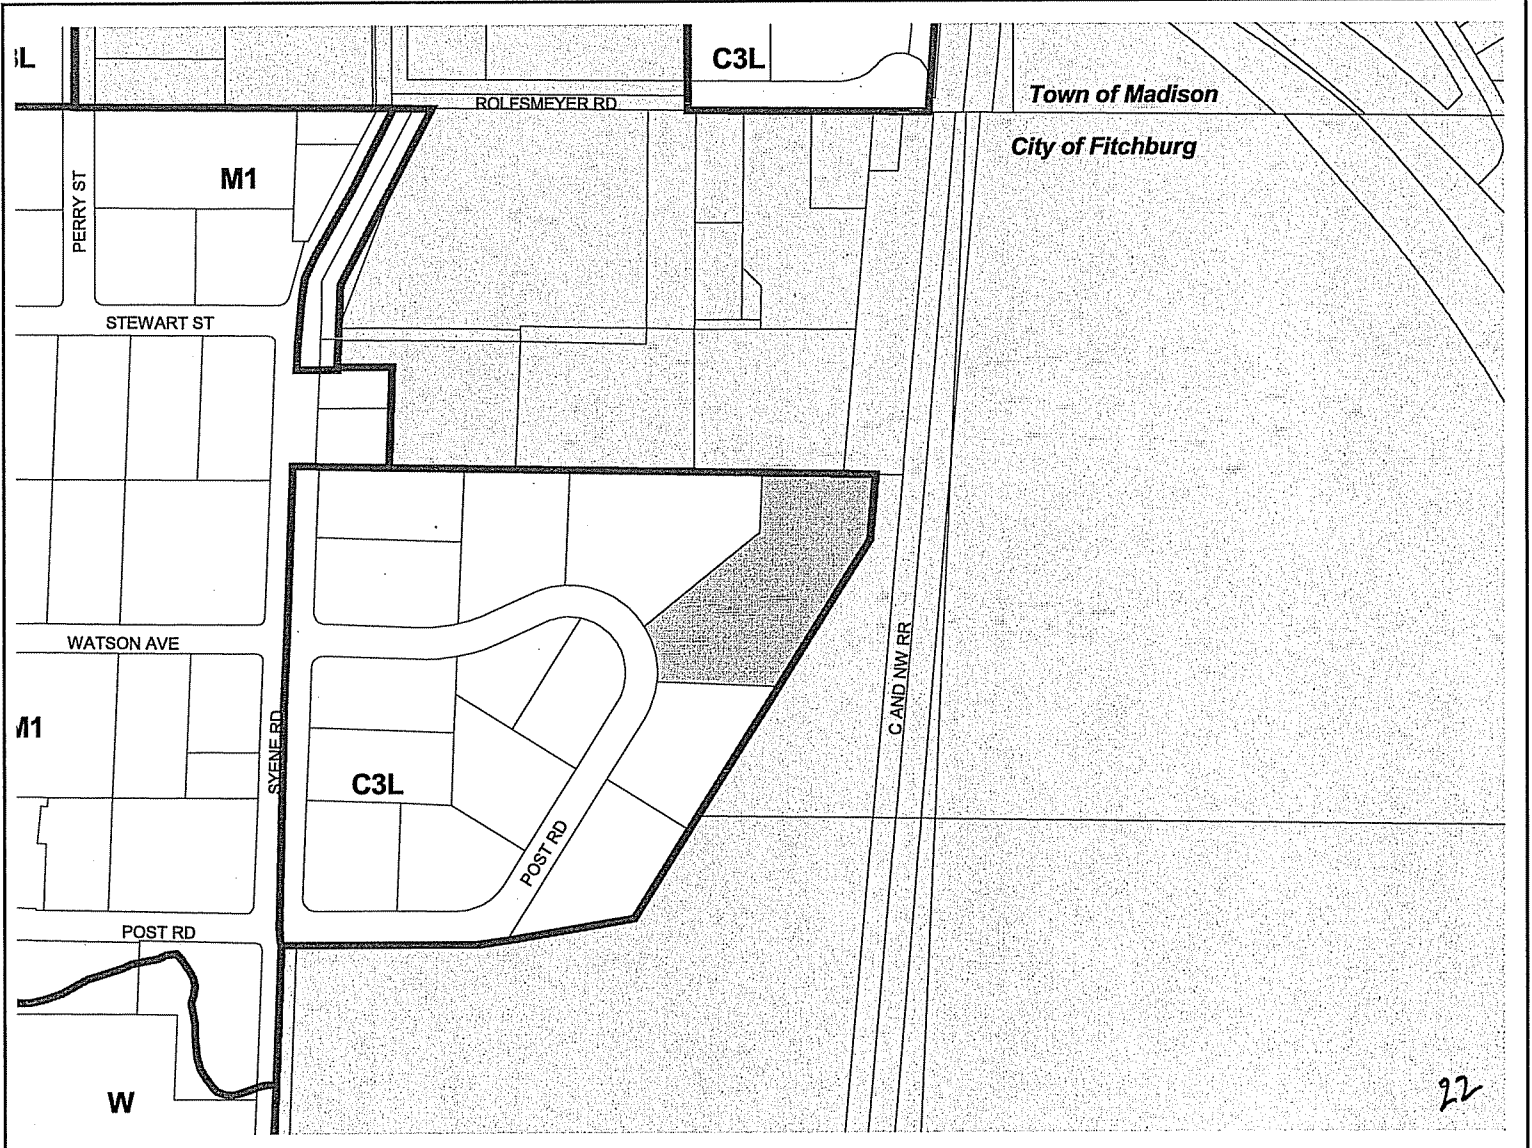 C3L
ROLFSMEYER RD
Town of Madison
City of Fitchburg
M1
PERRY ST
STEWART ST
WATSON AVE
C AND NW RR
M1
SYENE RD
C3L
POST RD
POST RD
W
22